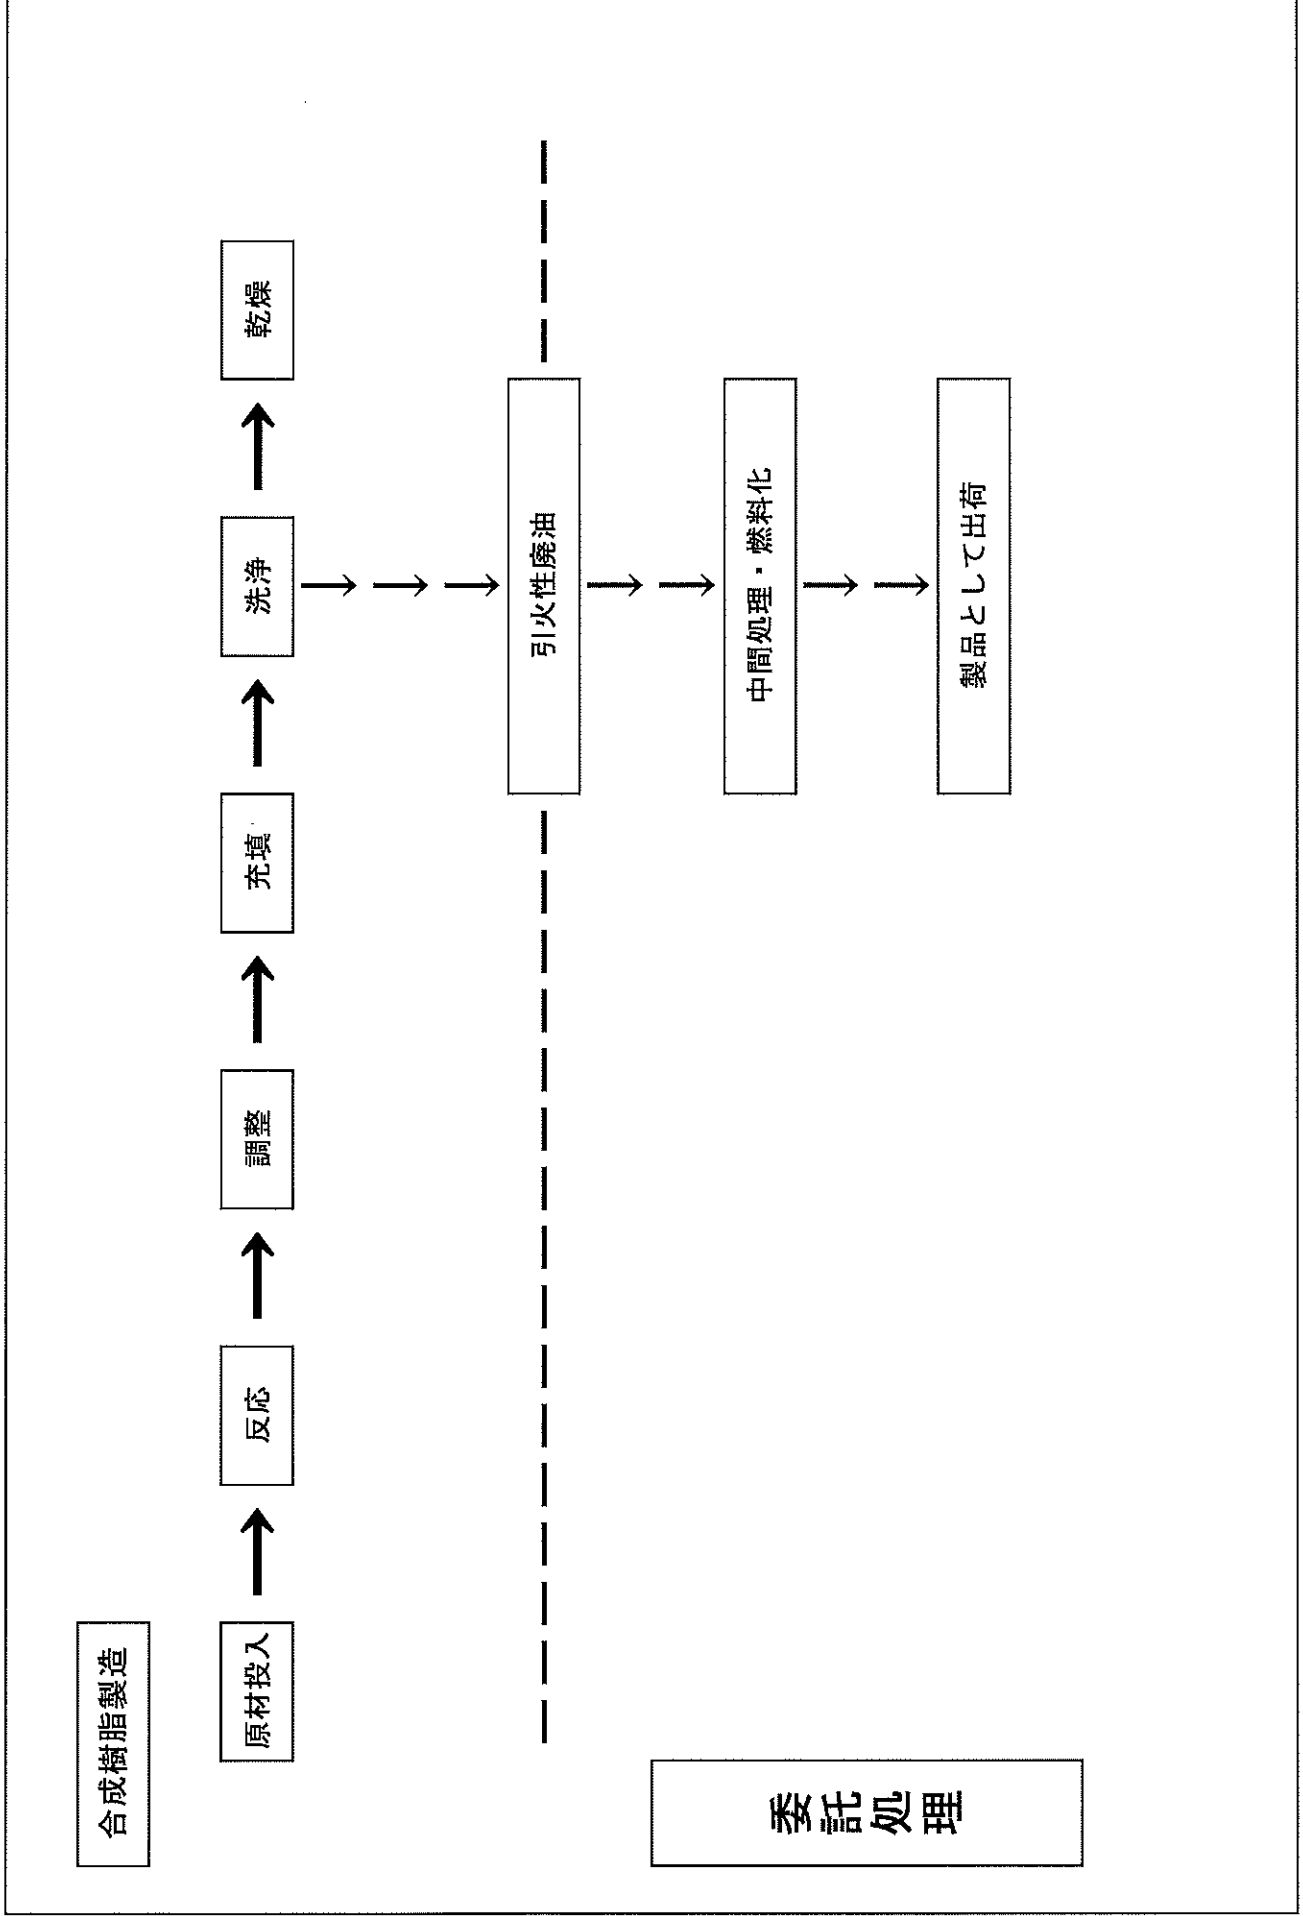 合成樹脂製造
原材投入
反応
調整
充填
洗浄
乾燥
引火性廃油
中間処理・燃料化
製品として出荷
委託処理